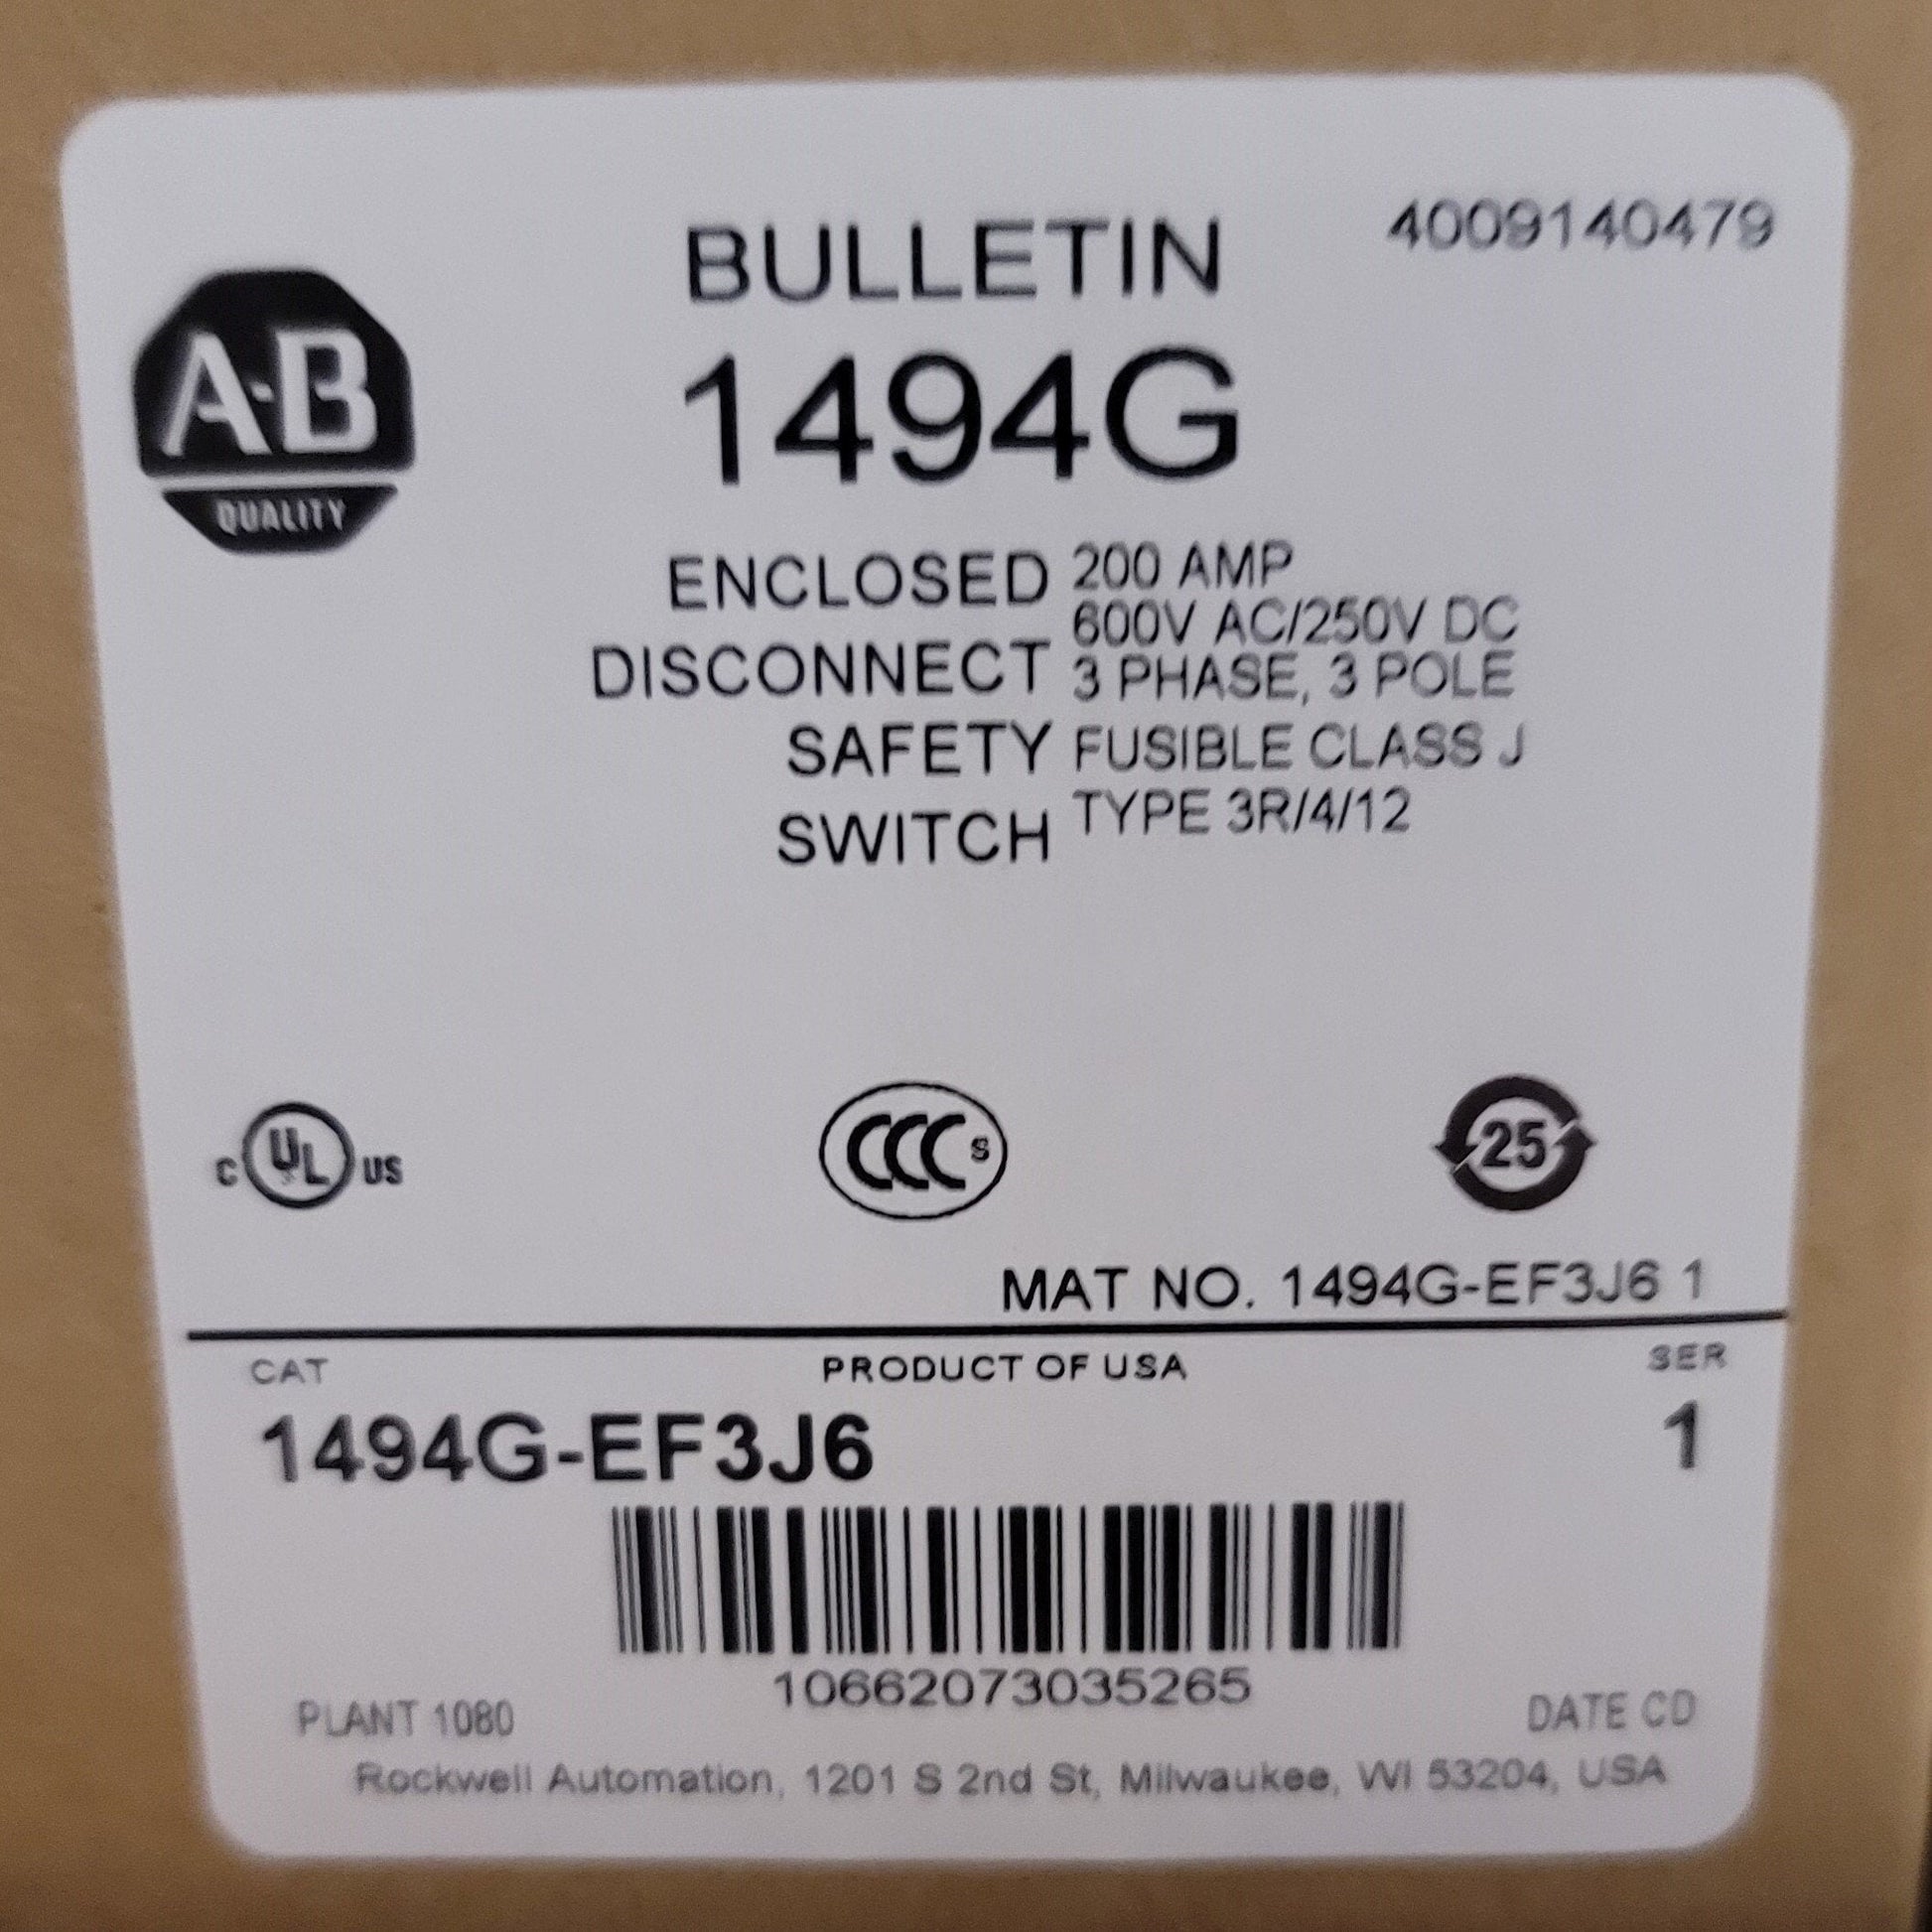 BULLETIN
4009140479
1494G
A-B
QUALITY
ENCLOSED
DISCONNECT
SAFETY
SWITCH
200 AMP
600V AC/250V DC
3 PHASE, 3 POLE
FUSIBLE CLASS J
TYPE 3R/4/12
C UL US
CCC S
25
MAT NO. 1494G-EF3J6 1
CAT
PRODUCT OF USA
SER
1494G-EF3J6
1
10662073035265
PLANT 1080
DATE CD
Rockwell Automation, 1201 S 2nd St, Milwaukee, WI 53204, USA